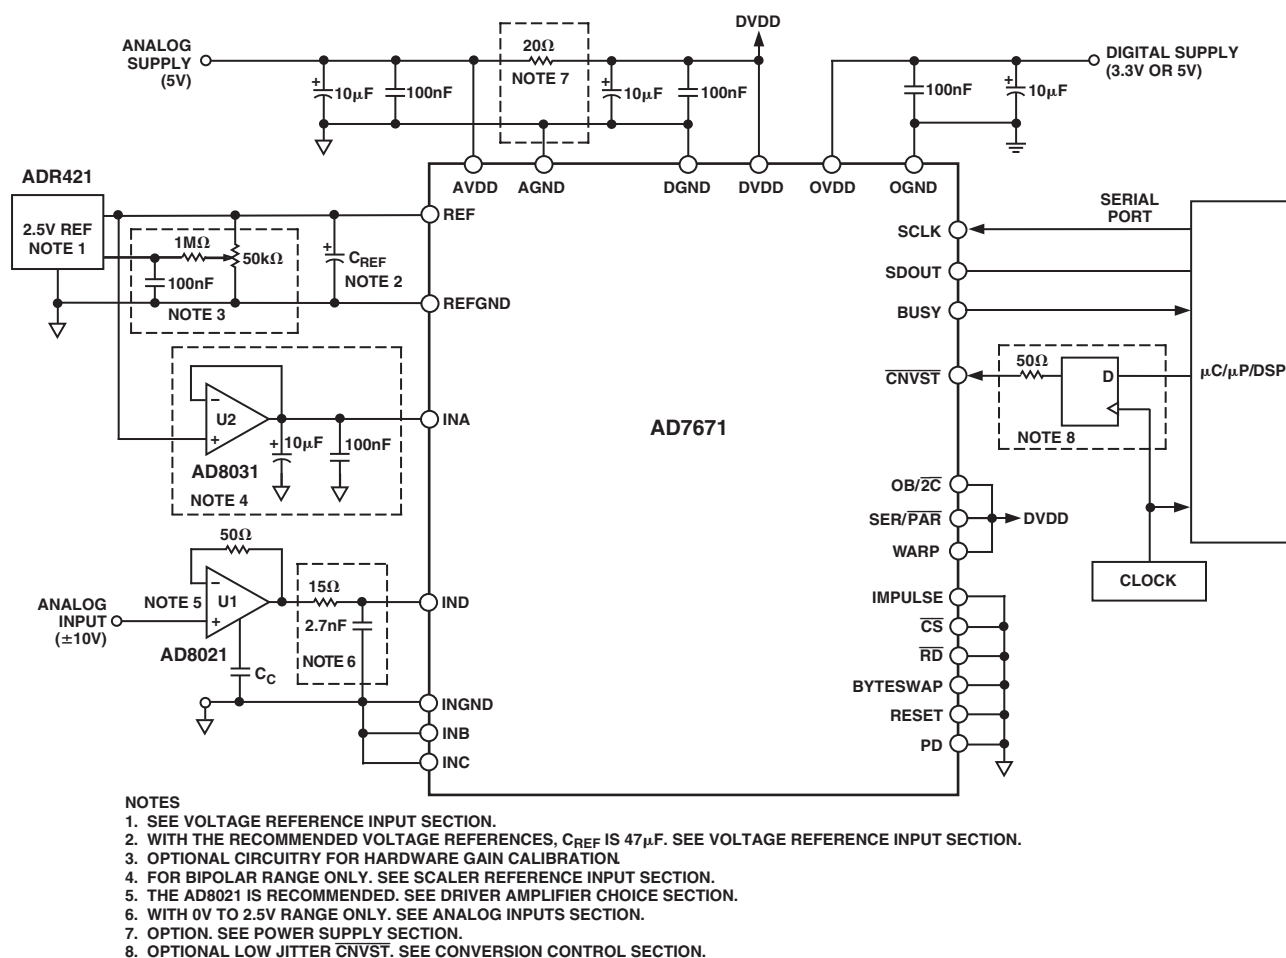 ANALOG
SUPPLY
(5V)
20Ω
NOTE 7
DVDD
DIGITAL SUPPLY
(3.3V OR 5V)
+
10μF
100nF
+
10μF
100nF
100nF
+
10μF
AVDD
AGND
DGND
DVDD
OVDD
OGND
ADR421
2.5V REF
NOTE 1
1MΩ
50kΩ
100nF
NOTE 3
+
CREF
NOTE 2
REF
REFGND
SERIAL
PORT
SCLK
SDOUT
BUSY
CNVST
50Ω
D
NOTE 8
μC/μP/DSP
−
U2
+
AD8031
NOTE 4
+
10μF
100nF
INA
AD7671
OB/2C
SER/PAR
WARP
DVDD
CLOCK
50Ω
−
U1
+
NOTE 5
ANALOG
INPUT
(±10V)
AD8021
CC
15Ω
2.7nF
NOTE 6
IND
INGND
INB
INC
IMPULSE
CS
RD
BYTESWAP
RESET
PD
NOTES
1. SEE VOLTAGE REFERENCE INPUT SECTION.
2. WITH THE RECOMMENDED VOLTAGE REFERENCES, CREF IS 47μF. SEE VOLTAGE REFERENCE INPUT SECTION.
3. OPTIONAL CIRCUITRY FOR HARDWARE GAIN CALIBRATION.
4. FOR BIPOLAR RANGE ONLY. SEE SCALER REFERENCE INPUT SECTION.
5. THE AD8021 IS RECOMMENDED. SEE DRIVER AMPLIFIER CHOICE SECTION.
6. WITH 0V TO 2.5V RANGE ONLY. SEE ANALOG INPUTS SECTION.
7. OPTION. SEE POWER SUPPLY SECTION.
8. OPTIONAL LOW JITTER CNVST. SEE CONVERSION CONTROL SECTION.